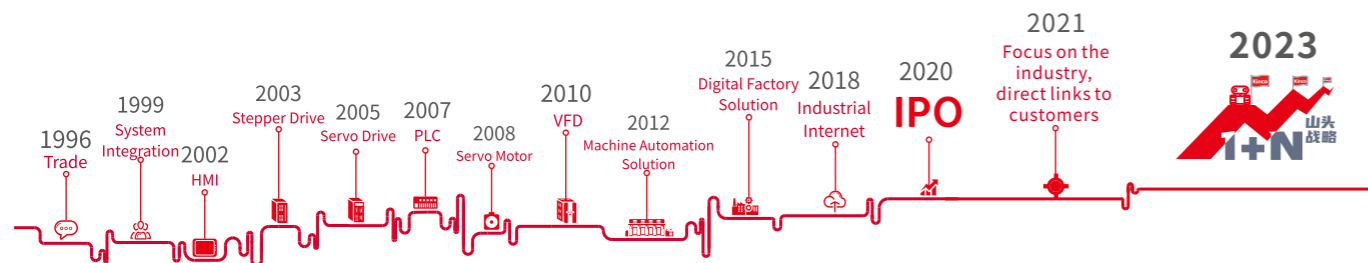 1996
Trade
1999
System
Integration
2002
HMI
2003
Stepper Drive
2005
Servo Drive
2007
PLC
2008
Servo Motor
2010
VFD
2012
Machine Automation
Solution
2015
Digital Factory
Solution
2018
Industrial
Internet
2020
IPO
2021
Focus on the
industry,
direct links to
customers
2023
Kinco
Kinco
1+N
山头
战略